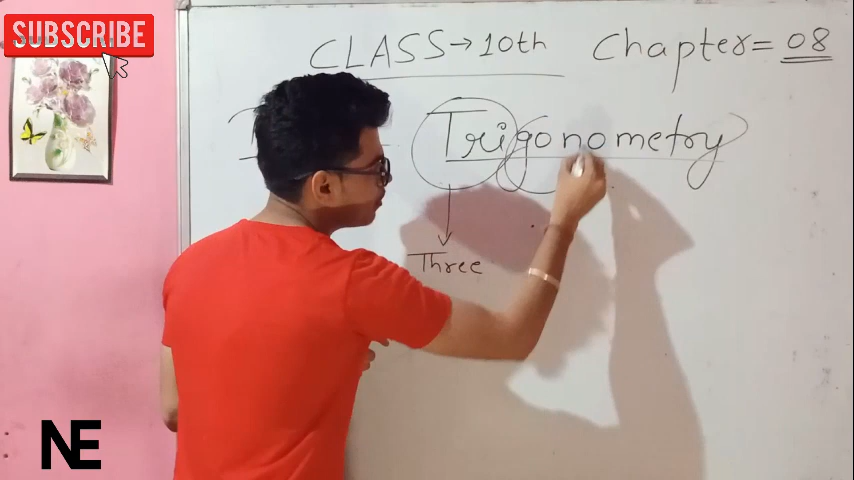 SUBSCRIBE
CLASS → 10th Chapter = 08
Trigonometry
Three
NE